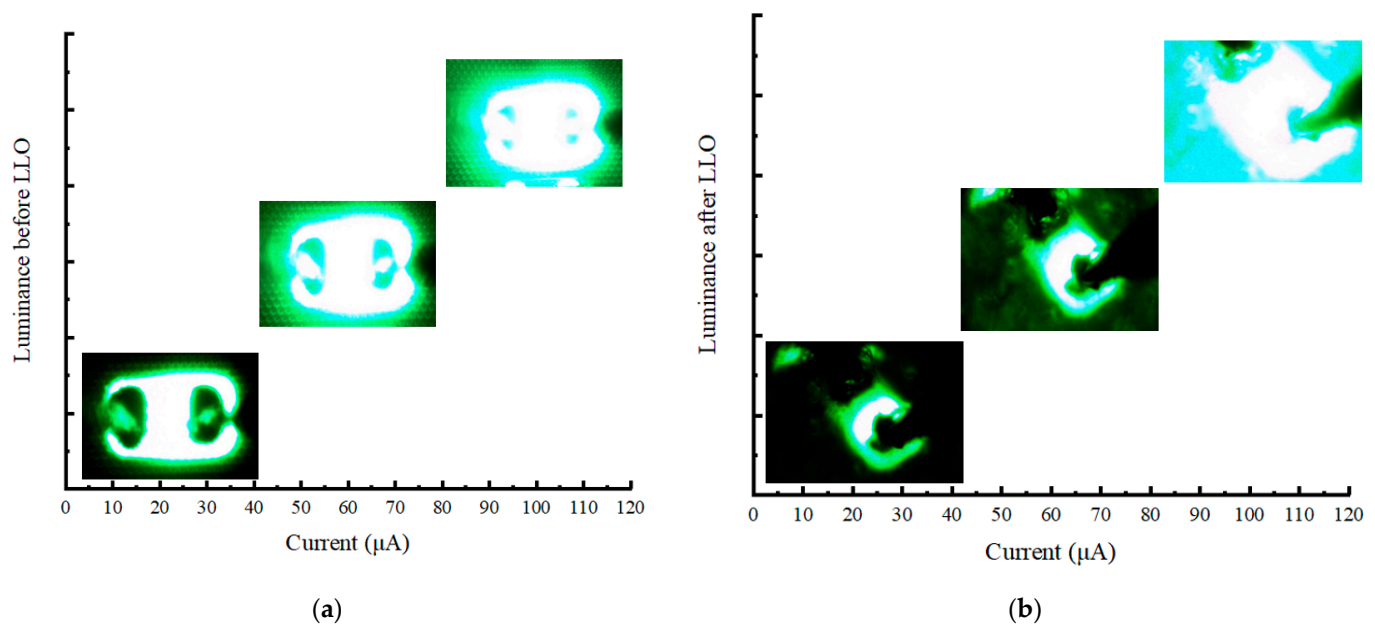 Luminance before LLO
0 10 20 30 40 50 60 70 80 90 100 110 120
Current (μA)
(a)
Luminance after LLO
0 10 20 30 40 50 60 70 80 90 100 110 120
Current (μA)
(b)